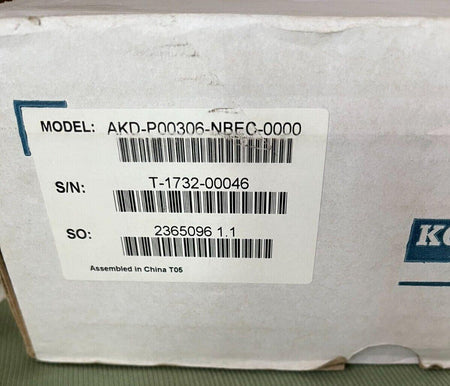 MODEL: AKD-P00306-NBEC-0000
S/N: T-1732-00046
SO: 2365096 1.1
Assembled in China T05